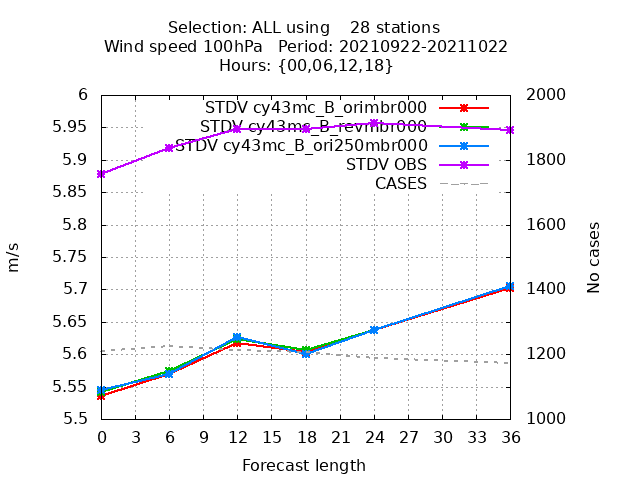 Selection: ALL using    28 stations
Wind speed 100hPa   Period: 20210922-20211022
Hours: {00,06,12,18}
STDV cy43mc_B_orimbr000
STDV cy43mc_B_revmbr000
STDV cy43mc_B_ori250mbr000
STDV OBS
CASES
6
5.95
5.9
5.85
5.8
5.75
5.7
5.65
5.6
5.55
5.5
2000
1800
1600
1400
1200
1000
m/s
No cases
0 3 6 9 12 15 18 21 24 27 30 33 36
Forecast length